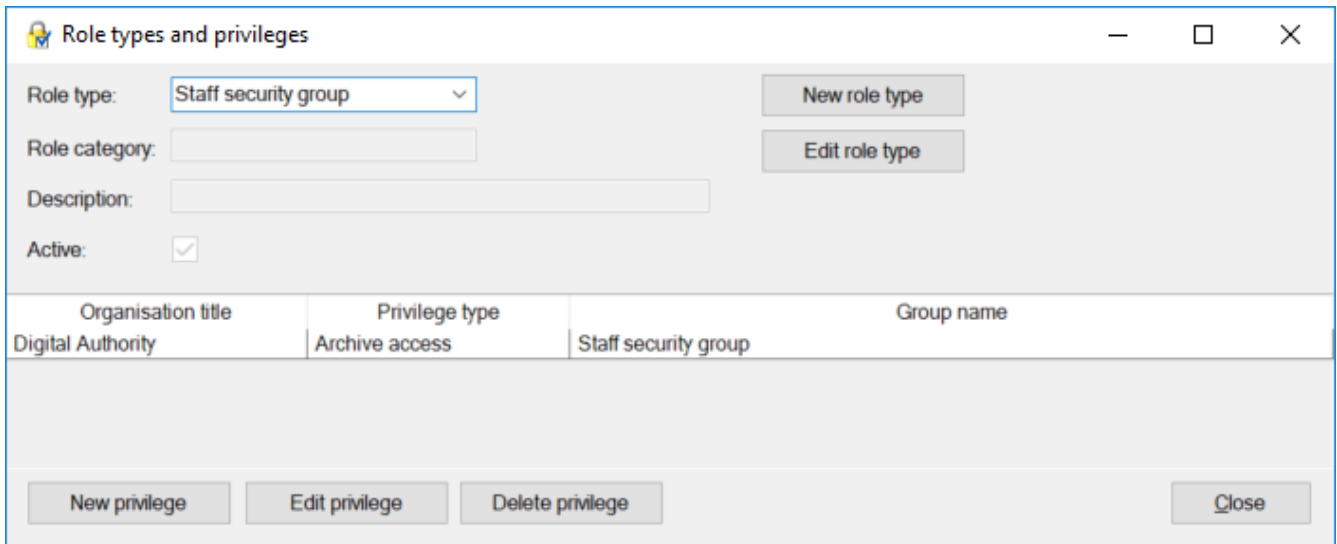 Role types and privileges
Role type: Staff security group New role type
Role category: Edit role type
Description:
Active:
Organisation title Privilege type Group name
Digital Authority Archive access Staff security group
New privilege Edit privilege Delete privilege Close